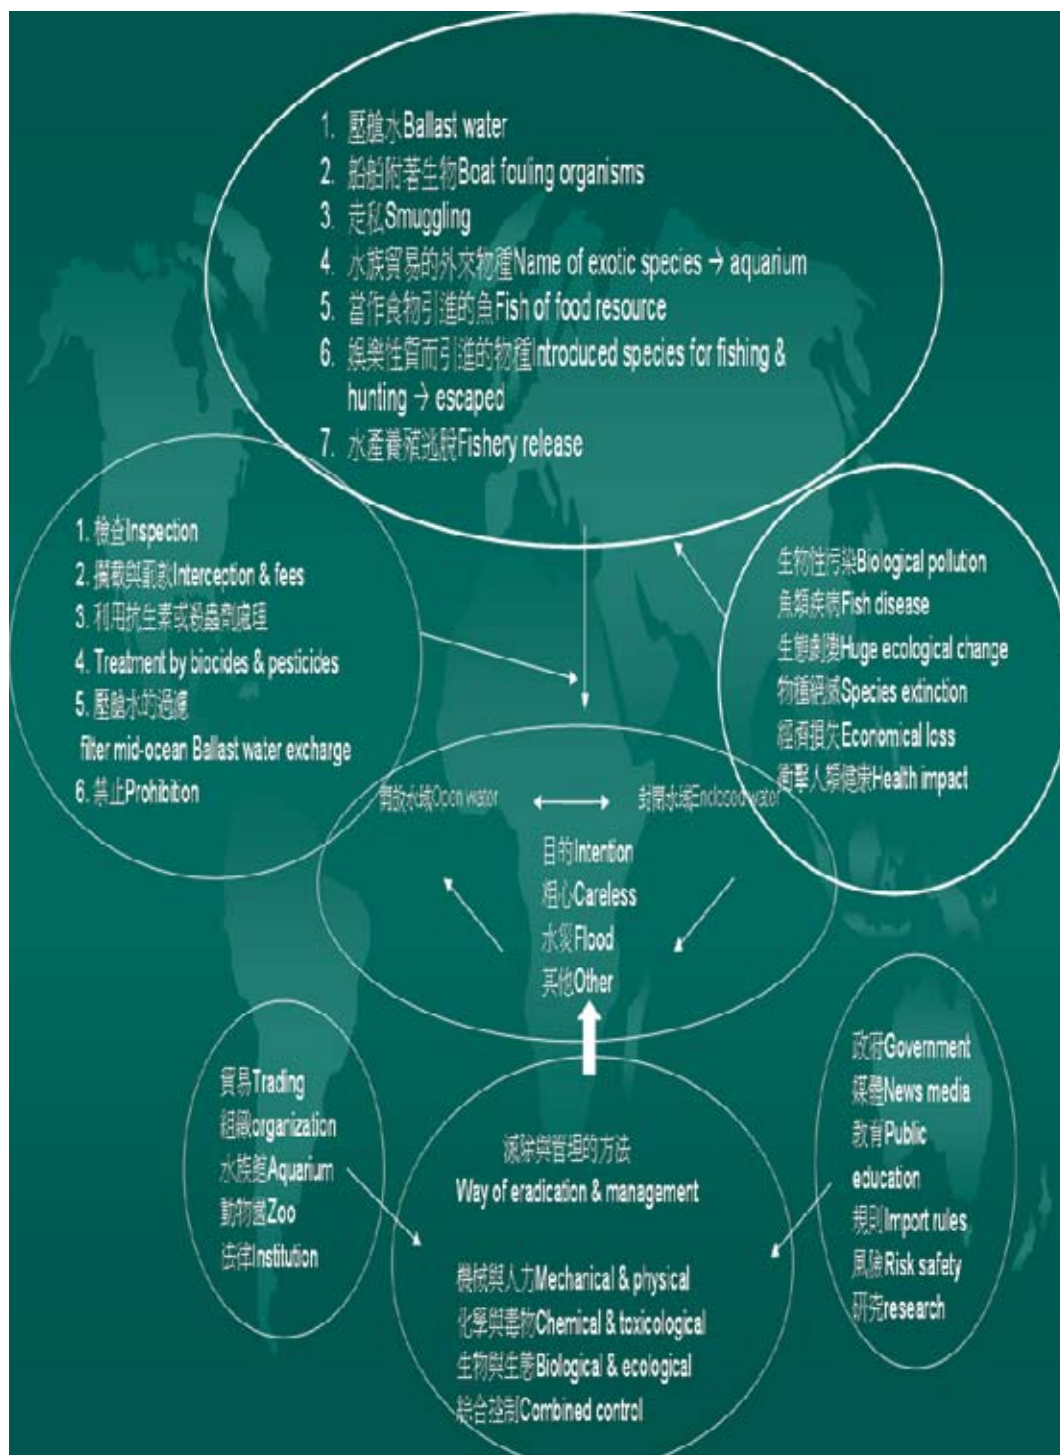 1. 壓艙水Ballast water
2. 船舶附著生物Boat fouling organisms
3. 走私Smuggling
4. 水族貿易的外來物種Name of exotic species → aquarium
5. 當作食物引進的魚Fish of food resource
6. 娛樂性質而引進的物種Introduced species for fishing &
hunting → escaped
7. 水產養殖逃脫Fishery release
1. 檢查Inspection
2. 攔截與罰款Interception & fees
3. 利用抗生素或殺蟲劑處理
4. Treatment by biocides & pesticides
5. 壓艙水的過濾
filter mid-ocean Ballast water excharge
6. 禁止Prohibition
生物性污染Biological pollution
魚類疾病Fish disease
生態劇變Huge ecological change
物種絕滅Species extinction
經濟損失Economical loss
衝擊人類健康Health impact
開放水域Open water
封閉水域Enclosed water
目的Intention
粗心Careless
水災Flood
其他Other
貿易Trading
組織organization
水族館Aquarium
動物園Zoo
法律Institution
滅除與管理的方法
Way of eradication & management
機械與人力Mechanical & physical
化學與毒物Chemical & toxicological
生物與生態Biological & ecological
綜合控制Combined control
政府Government
媒體News media
教育Public
education
規則Import rules
風險Risk safety
研究research